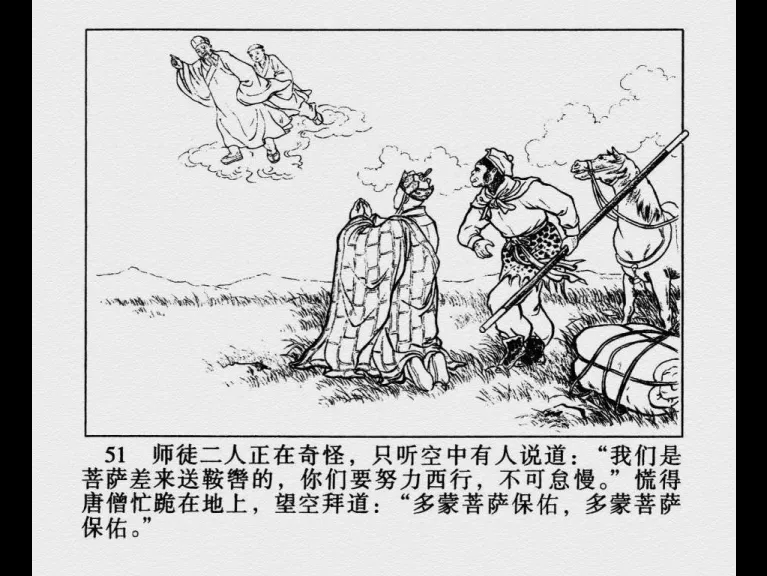 51 师徒二人正在奇怪，只听空中有人说道：“我们是
菩萨差来送鞍辔的，你们要努力西行，不可怠慢。”慌得
唐僧忙跪在地上，望空拜道：“多蒙菩萨保佑，多蒙菩萨
保佑。”